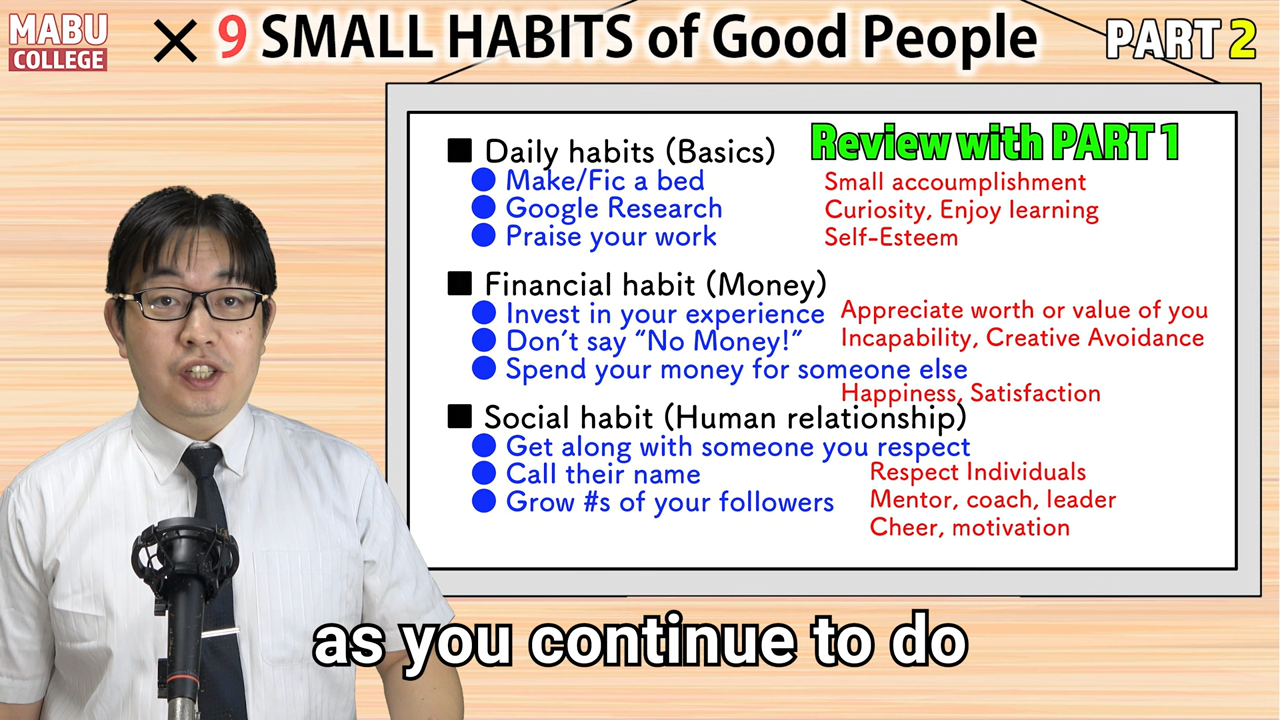 MABU
COLLEGE
× 9 SMALL HABITS of Good People
PART 2
Review with PART 1
■ Daily habits (Basics)
● Make/Fic a bed
Small accoumplishment
● Google Research
Curiosity, Enjoy learning
● Praise your work
Self-Esteem
■ Financial habit (Money)
● Invest in your experience
Appreciate worth or value of you
● Don't say "No Money!"
Incapability, Creative Avoidance
● Spend your money for someone else
Happiness, Satisfaction
■ Social habit (Human relationship)
● Get along with someone you respect
Respect Individuals
● Call their name
Mentor, coach, leader
● Grow #s of your followers
Cheer, motivation
as you continue to do